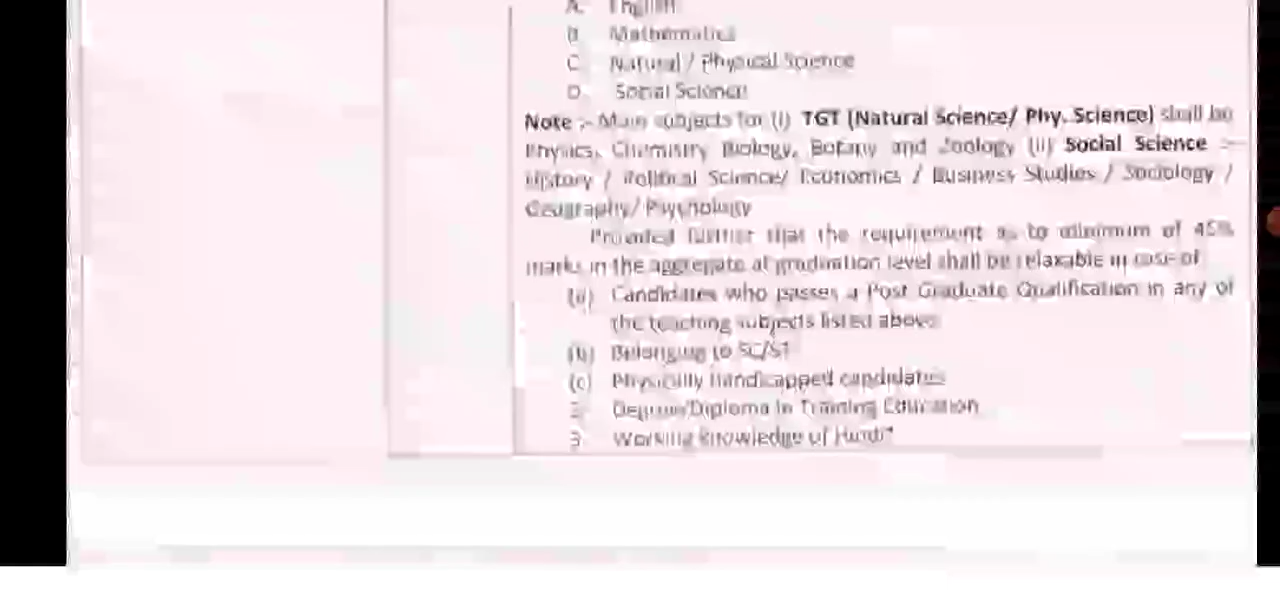 A. English
B. Mathematics
C. Natural / Physical Science
D. Social Science
Note :- Main subjects for (i) TGT (Natural Science/ Phy. Science) shall be
Physics, Chemistry Biology, Botany and Zoology (ii) Social Science :—
History / Political Science/ Economics / Business Studies / Sociology /
Geography/ Psychology
Provided further that the requirement as to minimum of 45%
marks in the aggregate at graduation level shall be relaxable in case of
(a) Candidates who passes a Post Graduate Qualification in any of
the teaching subjects listed above
(b) Belonging to SC/ST
(c) Physically Handicapped candidates
2. Degree/Diploma in Training Education
3. Working knowledge of Hindi"